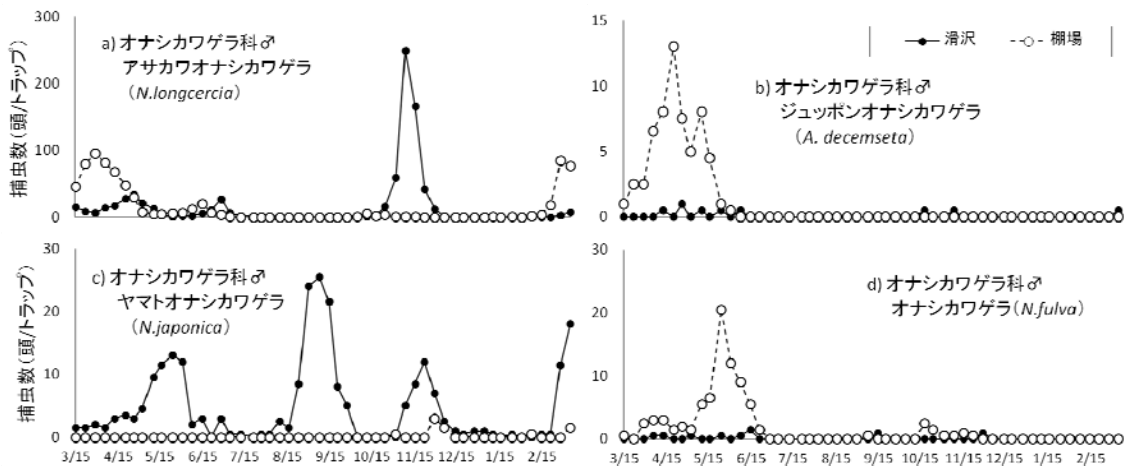 捕虫数(頭/トラップ)
300
200
100
0
a) オナシカワゲラ科♂
アサカワオナシカワゲラ
(N.longcercia)
15
10
5
0
滑沢
棚場
b) オナシカワゲラ科♂
ジュッポンオナシカワゲラ
(A. decemseta)
捕虫数(頭/トラップ)
30
20
10
0
c) オナシカワゲラ科♂
ヤマトオナシカワゲラ
(N.japonica)
3/15 4/15 5/15 6/15 7/15 8/15 9/15 10/15 11/15 12/15 1/15 2/15
30
20
10
0
d) オナシカワゲラ科♂
オナシカワゲラ(N.fulva)
3/15 4/15 5/15 6/15 7/15 8/15 9/15 10/15 11/15 12/15 1/15 2/15